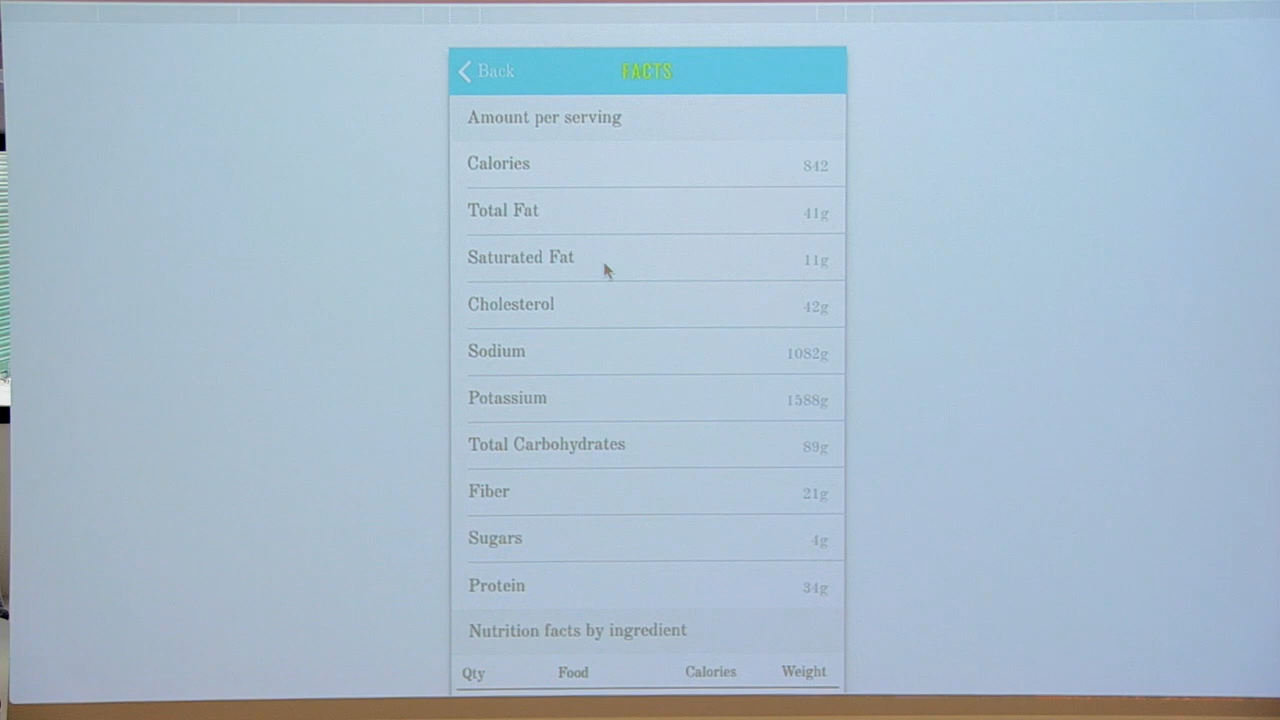 Back FACTS
Amount per serving
Calories 842
Total Fat 41g
Saturated Fat 11g
Cholesterol 42g
Sodium 1082g
Potassium 1588g
Total Carbohydrates 89g
Fiber 21g
Sugars 4g
Protein 34g
Nutrition facts by ingredient
Qty Food Calories Weight